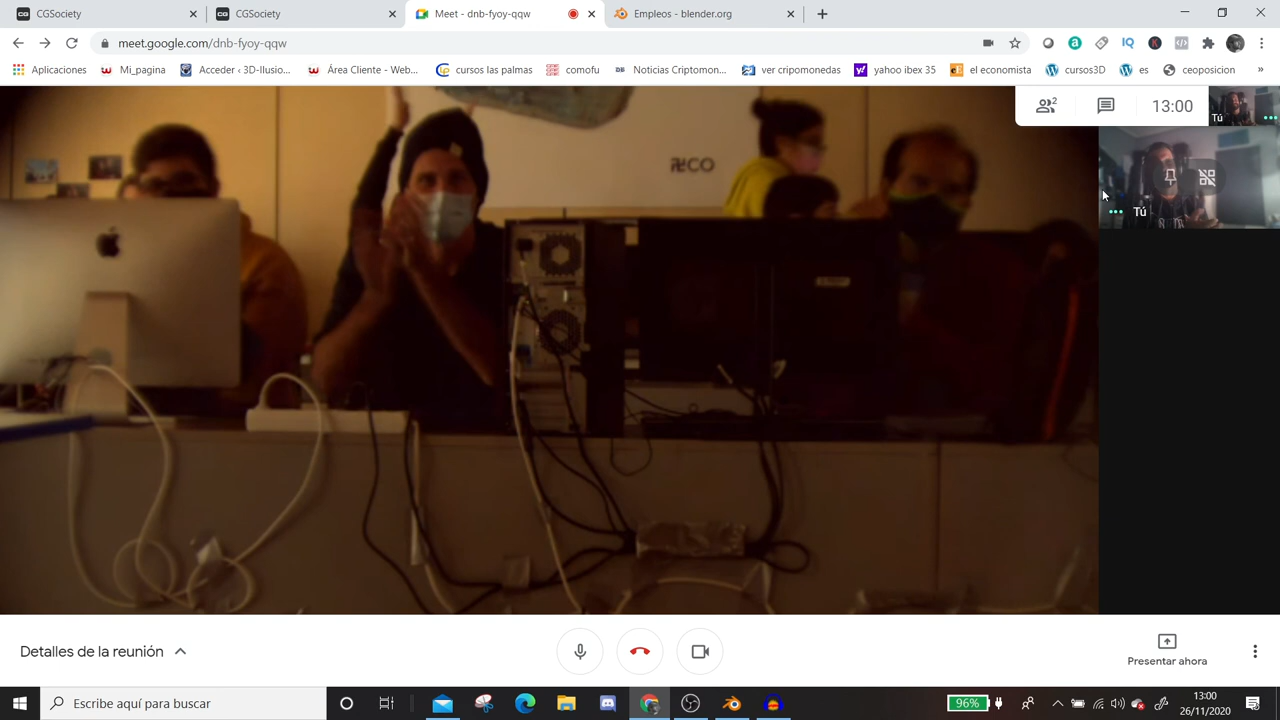 CGSociety
CGSociety
Meet - dnb-fyoy-qqw
Empleos - blender.org
meet.google.com/dnb-fyoy-qqw
Aplicaciones
Mi_pagina
Acceder ‹ 3D-Ilusio...
Área Cliente - Web...
cursos las palmas
comofu
Noticias Criptomon...
ver cripomonedas
yahoo ibex 35
el economista
cursos3D
es
ceoposicion
»
2
13:00
Tú
Tú
Detalles de la reunión
Presentar ahora
Escribe aquí para buscar
96%
13:00
26/11/2020